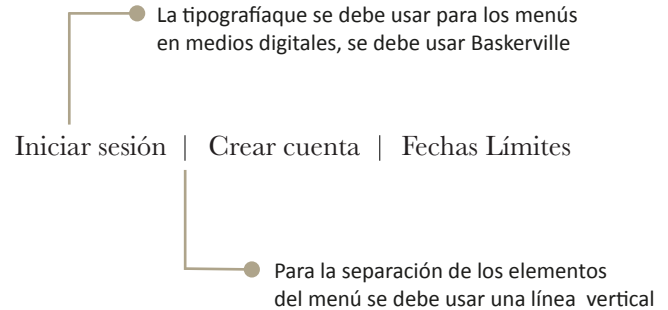 La tipografíaque se debe usar para los menús
en medios digitales, se debe usar Baskerville
Iniciar sesión | Crear cuenta | Fechas Límites
Para la separación de los elementos
del menú se debe usar una línea vertical